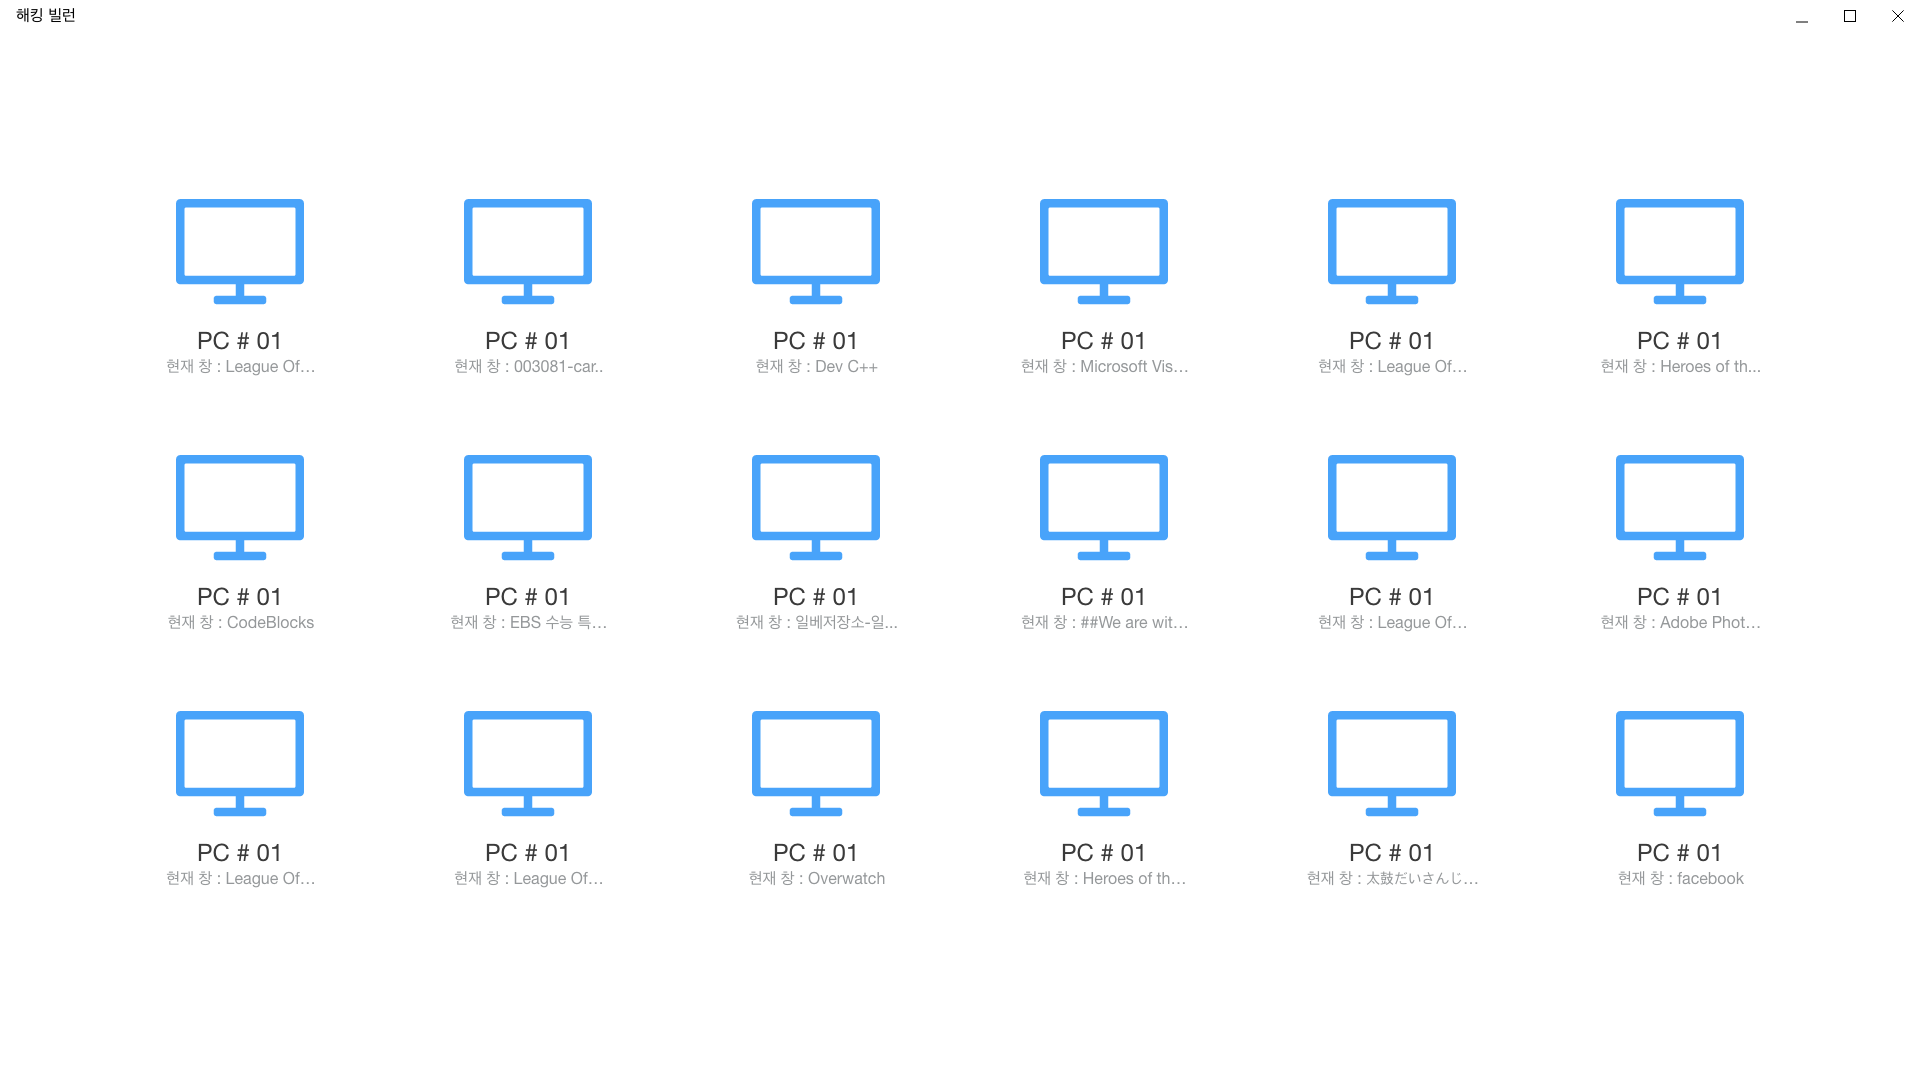 해킹 빌런
PC # 01 PC # 01 PC # 01 PC # 01 PC # 01 PC # 01
현재 창 : League Of... 현재 창 : 003081-car.. 현재 창 : Dev C++ 현재 창 : Microsoft Vis... 현재 창 : League Of... 현재 창 : Heroes of th...
PC # 01 PC # 01 PC # 01 PC # 01 PC # 01 PC # 01
현재 창 : CodeBlocks 현재 창 : EBS 수능 특... 현재 창 : 일베저장소-일... 현재 창 : ##We are wit... 현재 창 : League Of... 현재 창 : Adobe Phot...
PC # 01 PC # 01 PC # 01 PC # 01 PC # 01 PC # 01
현재 창 : League Of... 현재 창 : League Of... 현재 창 : Overwatch 현재 창 : Heroes of th... 현재 창 : 太鼓だいさんじ... 현재 창 : facebook